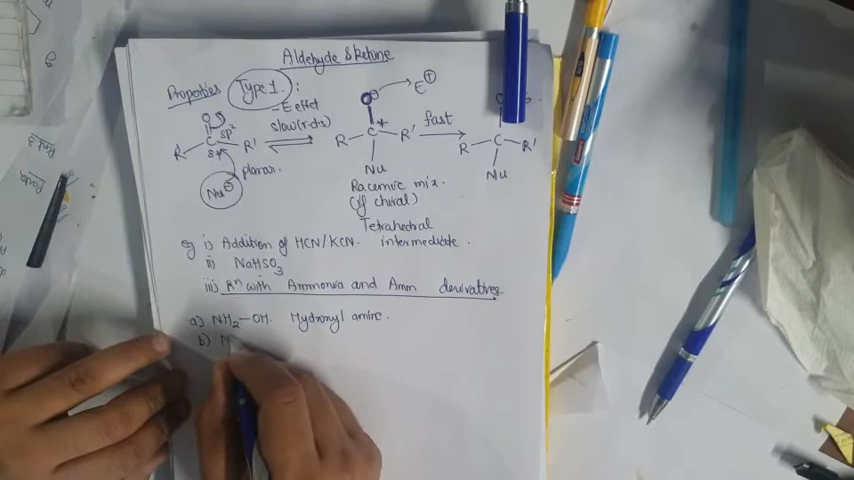 Aldehyde & ketone
Properties Type 1 :
-E effet
slow (r.d.s)
O
sp²
R C R'
δ+
planar.
Nu⊖
O⊖ E⊕
R C * R' fast
Nu
R C R'
Nu
Racemic mix.
(if chiral)
Tetrahedral
intermediate.
eg i) Addition of HCN/KCN.
ii) NaHSO3
iii) Rⁿ with Ammonia and Amm derivatives.
a) NH2-OH. Hydroxyl amine.
b) N